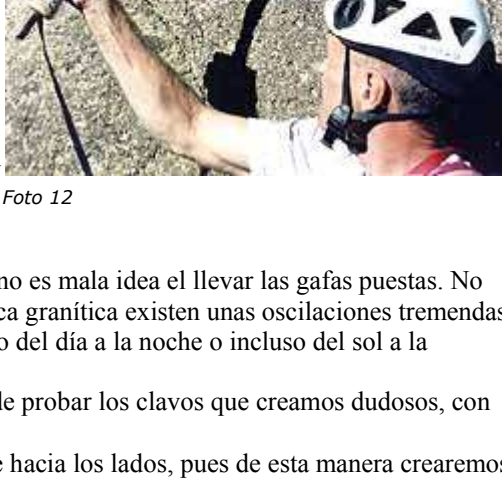 Foto 12
no es mala idea el llevar las gafas puestas. No
ca granítica existen unas oscilaciones tremendas
o del día a la noche o incluso del sol a la
de probar los clavos que creamos dudosos, con
e hacia los lados, pues de esta manera crearemos